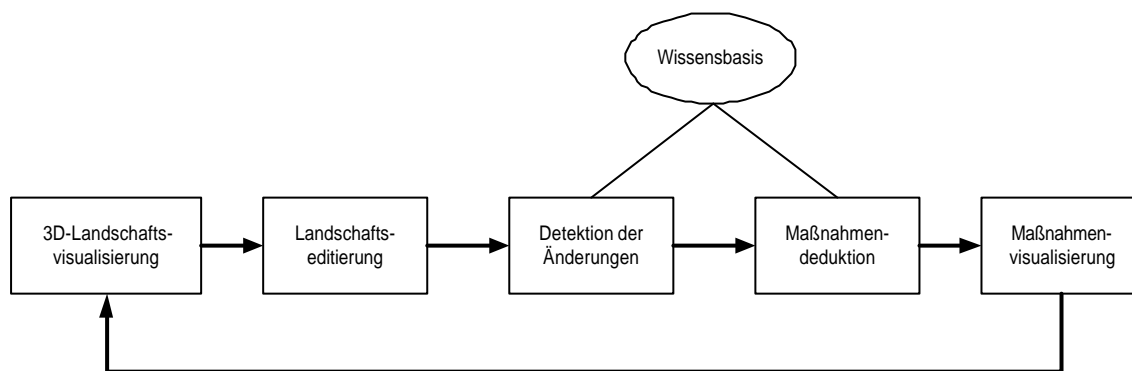 Wissensbasis
3D-Landschafts-
visualisierung
Landschafts-
editierung
Detektion der
Änderungen
Maßnahmen-
deduktion
Maßnahmen-
visualisierung